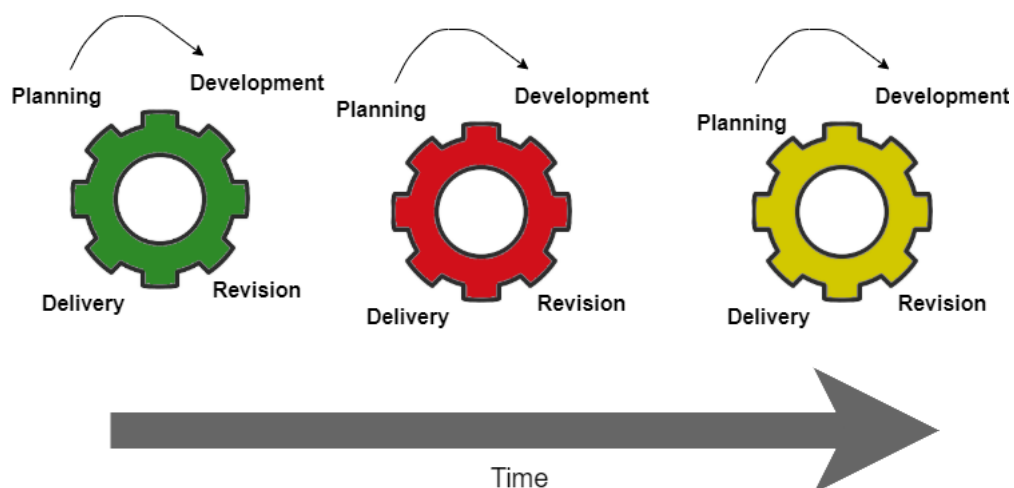 Planning
Development
Delivery
Revision
Planning
Development
Delivery
Revision
Planning
Development
Delivery
Revision
Time